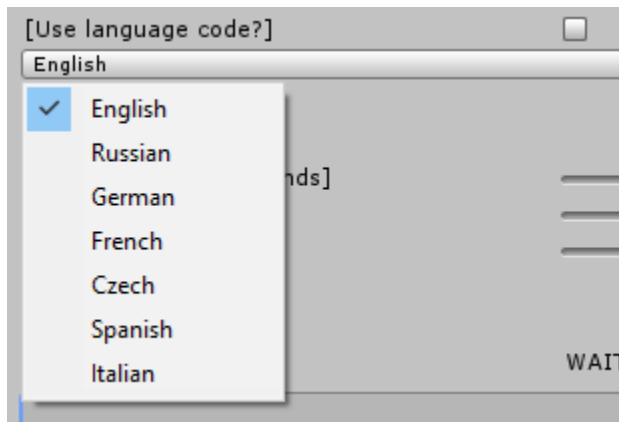 [Use language code?]
English
English
Russian
nds]
German
French
Czech
Spanish
Italian
WAIT